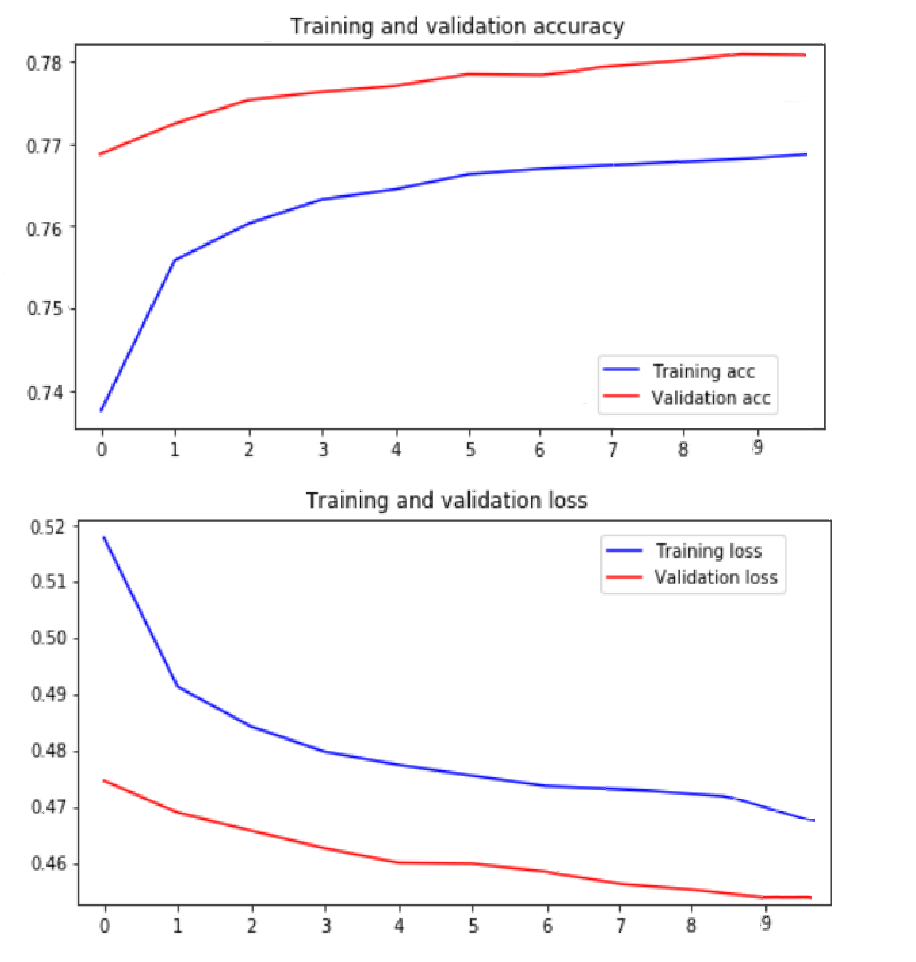 Training and validation accuracy
0.78
0.77
0.76
0.75
0.74
Training acc
Validation acc
0 1 2 3 4 5 6 7 8 9
Training and validation loss
0.52
0.51
0.50
0.49
0.48
0.47
0.46
Training loss
Validation loss
0 1 2 3 4 5 6 7 8 9